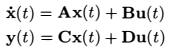 ẋ(t) = Ax(t) + Bu(t)
y(t) = Cx(t) + Du(t)